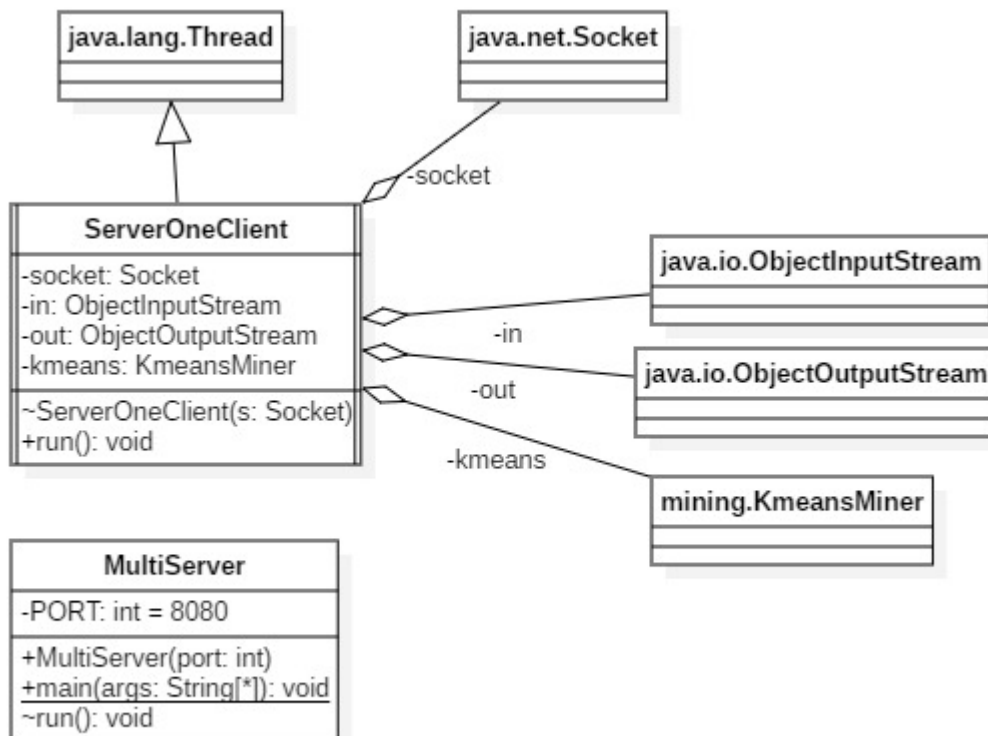 java.lang.Thread
java.net.Socket
-socket
ServerOneClient
-socket: Socket
-in: ObjectInputStream
-out: ObjectOutputStream
-kmeans: KmeansMiner
~ServerOneClient(s: Socket)
+run(): void
java.io.ObjectInputStream
-in
java.io.ObjectOutputStream
-out
-kmeans
mining.KmeansMiner
MultiServer
-PORT: int = 8080
+MultiServer(port: int)
+main(args: String[*]): void
~run(): void